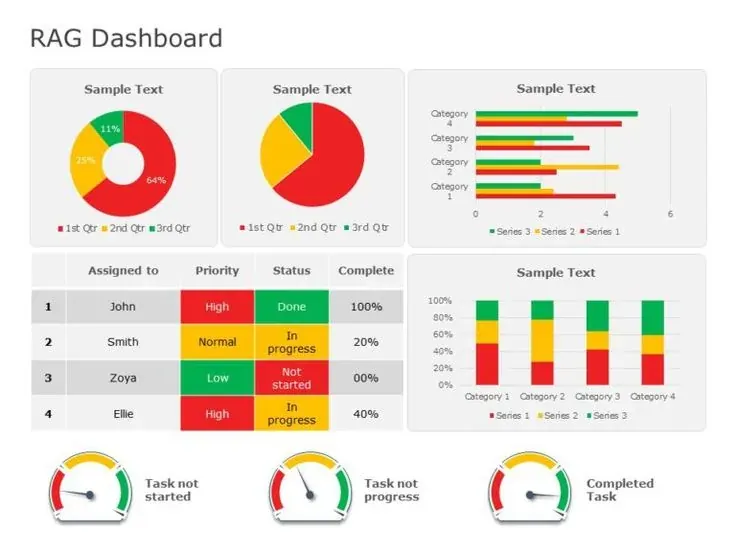 RAG Dashboard
Sample Text
11%
25%
64%
1st Qtr 2nd Qtr 3rd Qtr
Sample Text
1st Qtr 2nd Qtr 3rd Qtr
Sample Text
Category
4
Category
3
Category
2
Category
1
0 2 4 6
Series 3 Series 2 Series 1
Assigned to Priority Status Complete
1 John High Done 100%
2 Smith Normal In
progress 20%
3 Zoya Low Not
started 00%
4 Ellie High In
progress 40%
Sample Text
100%
80%
60%
40%
20%
0%
Category 1 Category 2 Category 3 Category 4
Series 1 Series 2 Series 3
Task not
started
Task not
progress
Completed
Task